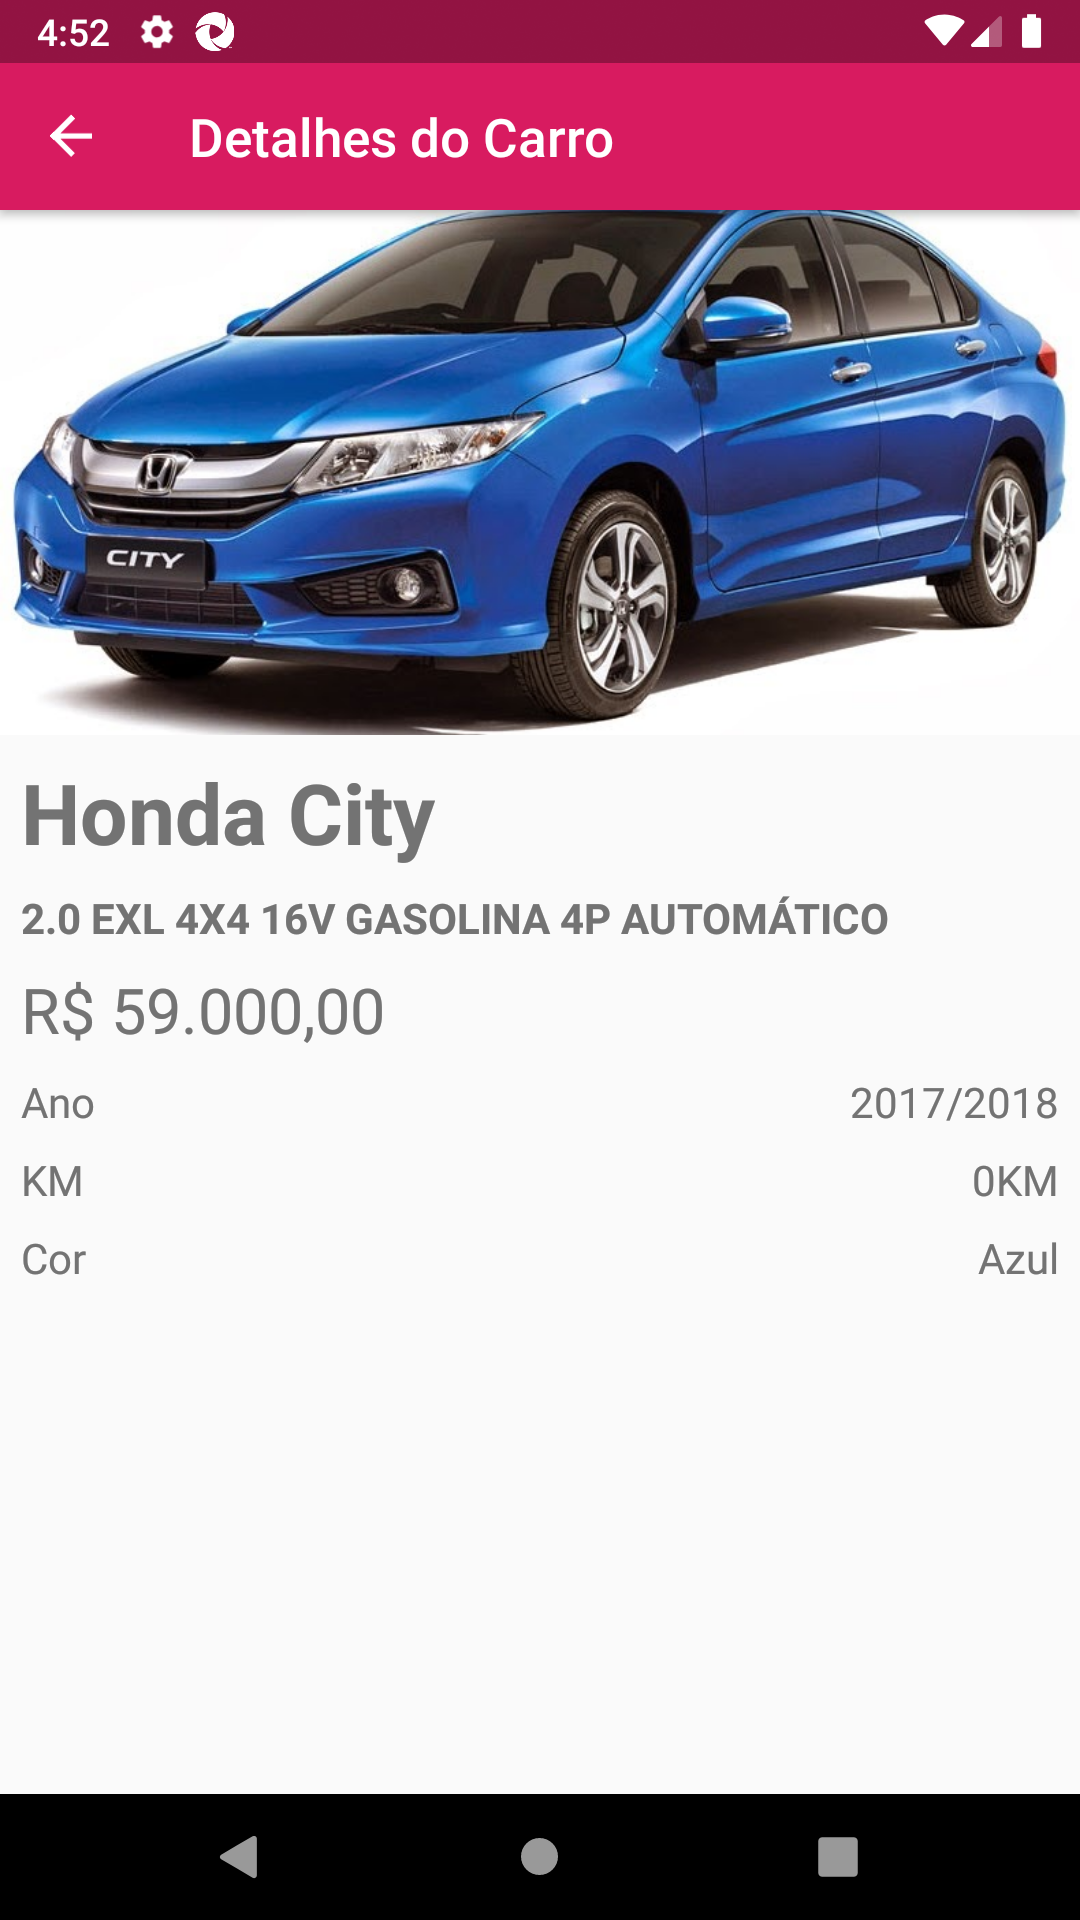 4:52
Detalhes do Carro
CITY
Honda City
2.0 EXL 4X4 16V GASOLINA 4P AUTOMÁTICO
R$ 59.000,00
Ano 2017/2018
KM 0KM
Cor Azul